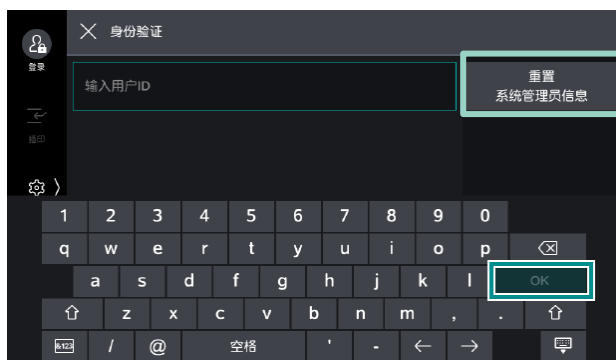 身份验证
登录
输入用户ID
重置
系统管理员信息
插印
1 2 3 4 5 6 7 8 9 0
q w e r t y u i o p
a s d f g h j k l OK
z x c v b n m , .
&123 / @ 空格 ' -